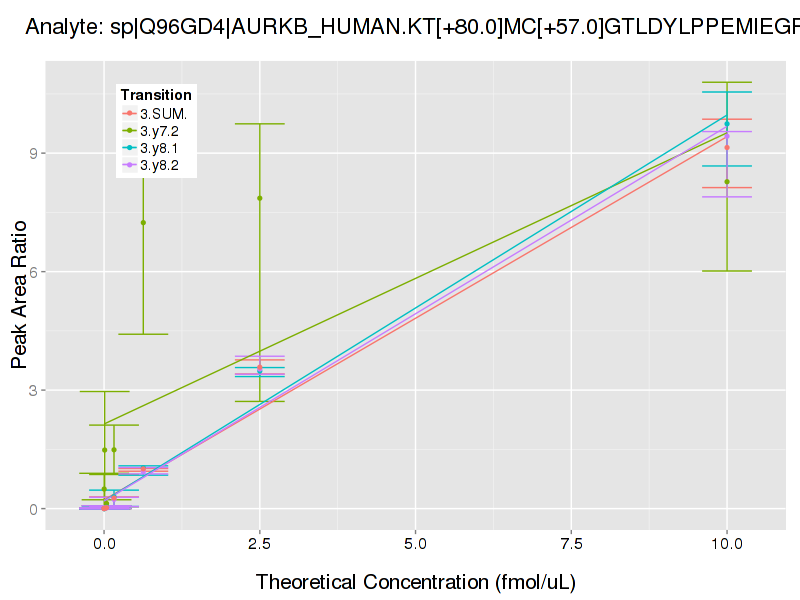 Analyte: sp|Q96GD4|AURKB_HUMAN.KT[+80.0]MC[+57.0]GTLDYLPPEMIEGR
Transition
3.SUM.
3.y7.2
3.y8.1
3.y8.2
Peak Area Ratio
9
6
3
0
0.0 2.5 5.0 7.5 10.0
Theoretical Concentration (fmol/uL)